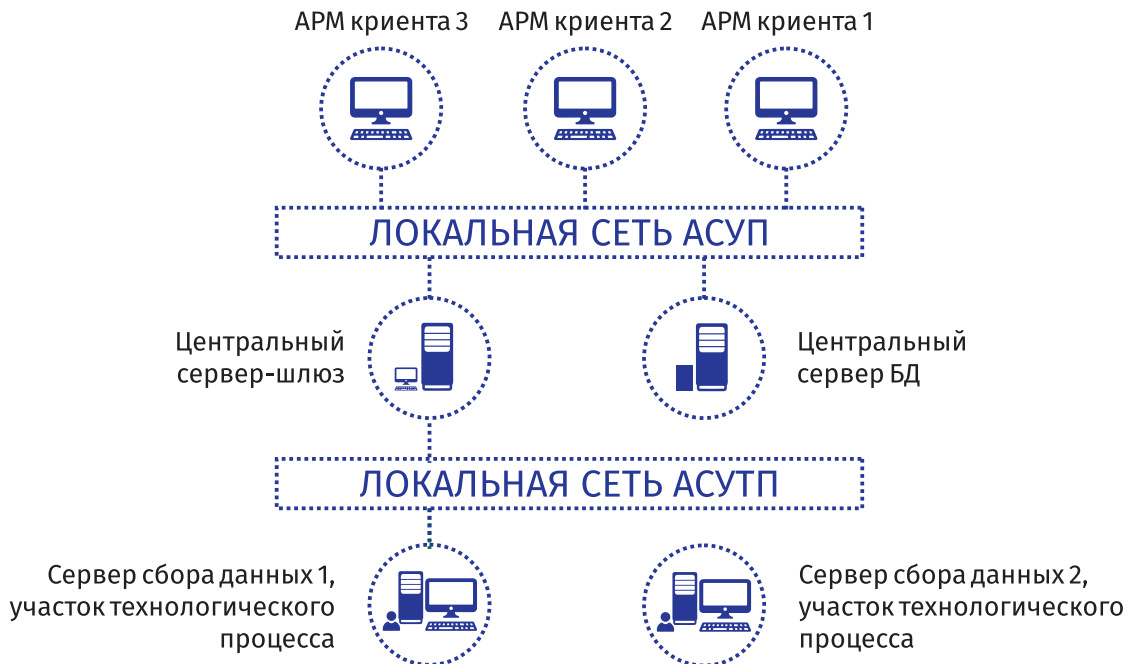 АРМ криента 3
АРМ криента 2
АРМ криента 1
ЛОКАЛЬНАЯ СЕТЬ АСУП
Центральный
сервер-шлюз
Центральный
сервер БД
ЛОКАЛЬНАЯ СЕТЬ АСУТП
Сервер сбора данных 1,
участок технологического
процесса
Сервер сбора данных 2,
участок технологического
процесса